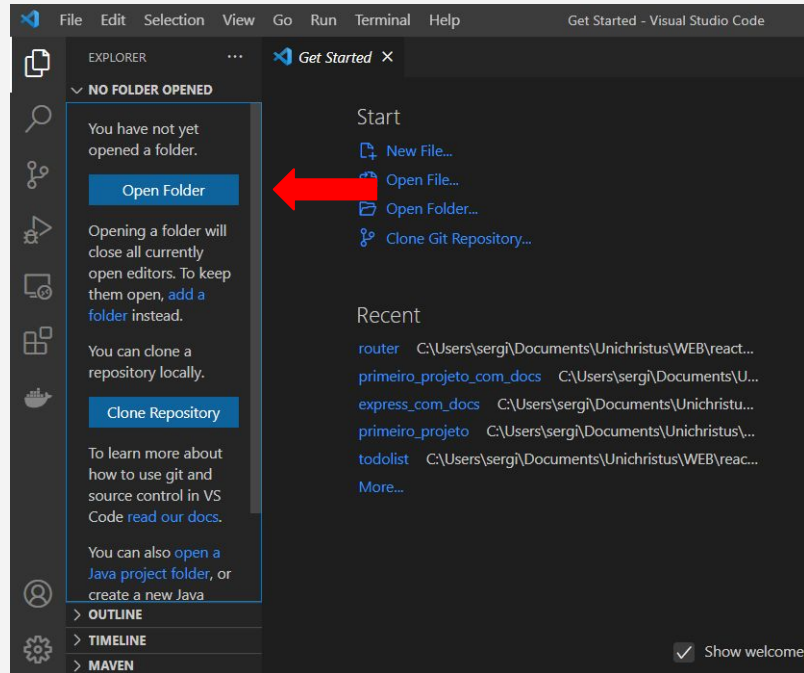 File Edit Selection View Go Run Terminal Help Get Started - Visual Studio Code
EXPLORER
Get Started
NO FOLDER OPENED
You have not yet
opened a folder.
Open Folder
Opening a folder will
close all currently
open editors. To keep
them open, add a
folder instead.
You can clone a
repository locally.
Clone Repository
To learn more about
how to use git and
source control in VS
Code read our docs.
You can also open a
Java project folder, or
create a new Java
OUTLINE
TIMELINE
MAVEN
Start
New File...
Open File...
Open Folder...
Clone Git Repository...
Recent
router C:\Users\sergi\Documents\Unichristus\WEB\react...
primeiro_projeto_com_docs C:\Users\sergi\Documents\U...
express_com_docs C:\Users\sergi\Documents\Unichristu...
primeiro_projeto C:\Users\sergi\Documents\Unichristus\...
todolist C:\Users\sergi\Documents\Unichristus\WEB\reac...
More...
Show welcome